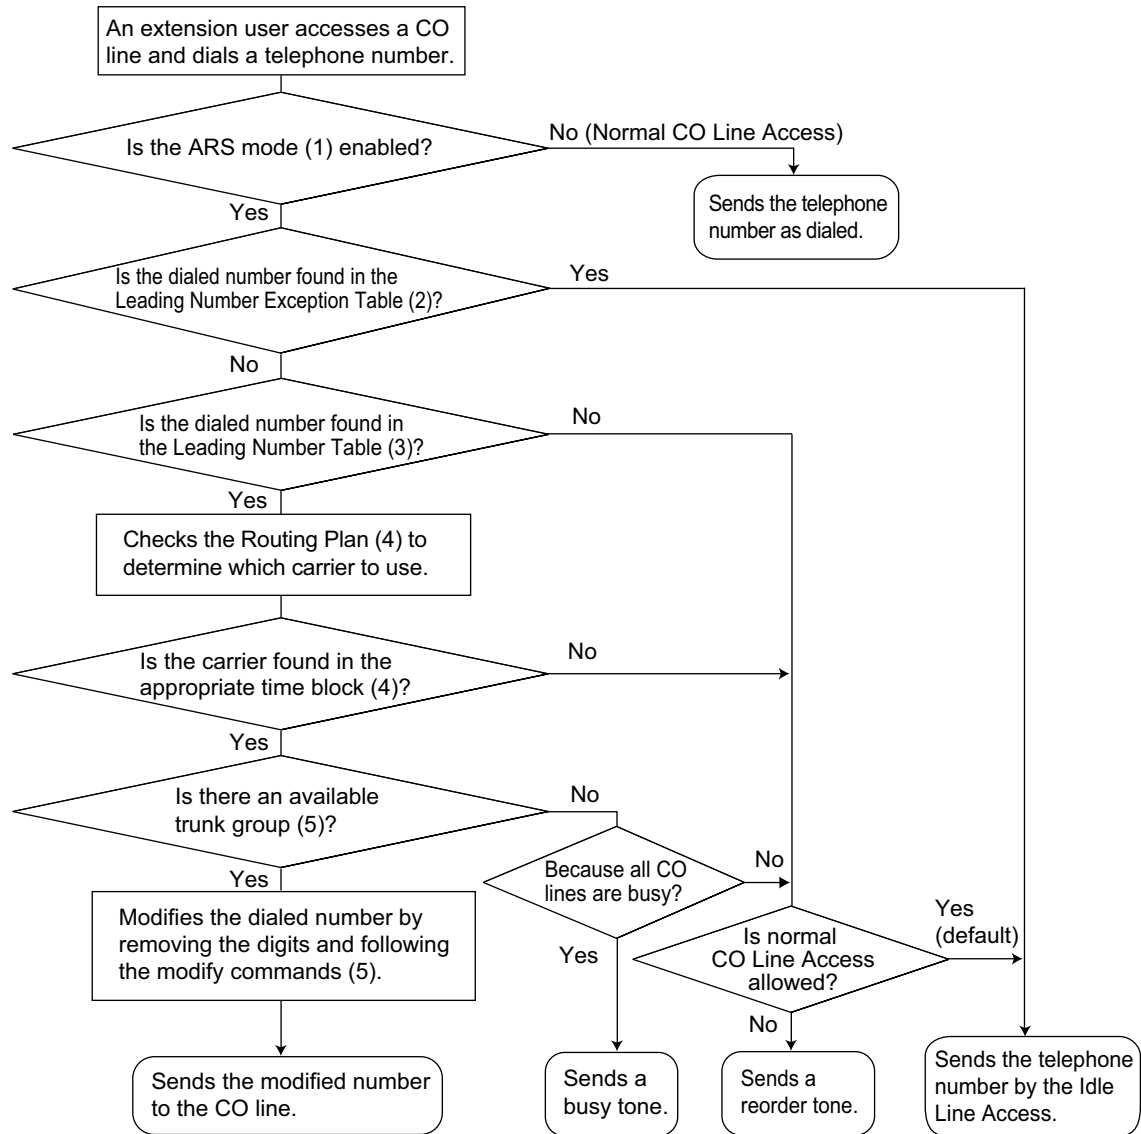 An extension user accesses a CO
line and dials a telephone number.
Is the ARS mode (1) enabled?
No (Normal CO Line Access)
Sends the telephone
number as dialed.
Yes
Is the dialed number found in the
Leading Number Exception Table (2)?
Yes
No
Is the dialed number found in
the Leading Number Table (3)?
No
Yes
Checks the Routing Plan (4) to
determine which carrier to use.
Is the carrier found in the
appropriate time block (4)?
No
Yes
Is there an available
trunk group (5)?
No
Because all CO
lines are busy?
No
Yes
Yes
Modifies the dialed number by
removing the digits and following
the modify commands (5).
Is normal
CO Line Access
allowed?
Yes
(default)
No
Sends the modified number
to the CO line.
Sends a
busy tone.
Sends a
reorder tone.
Sends the telephone
number by the Idle
Line Access.